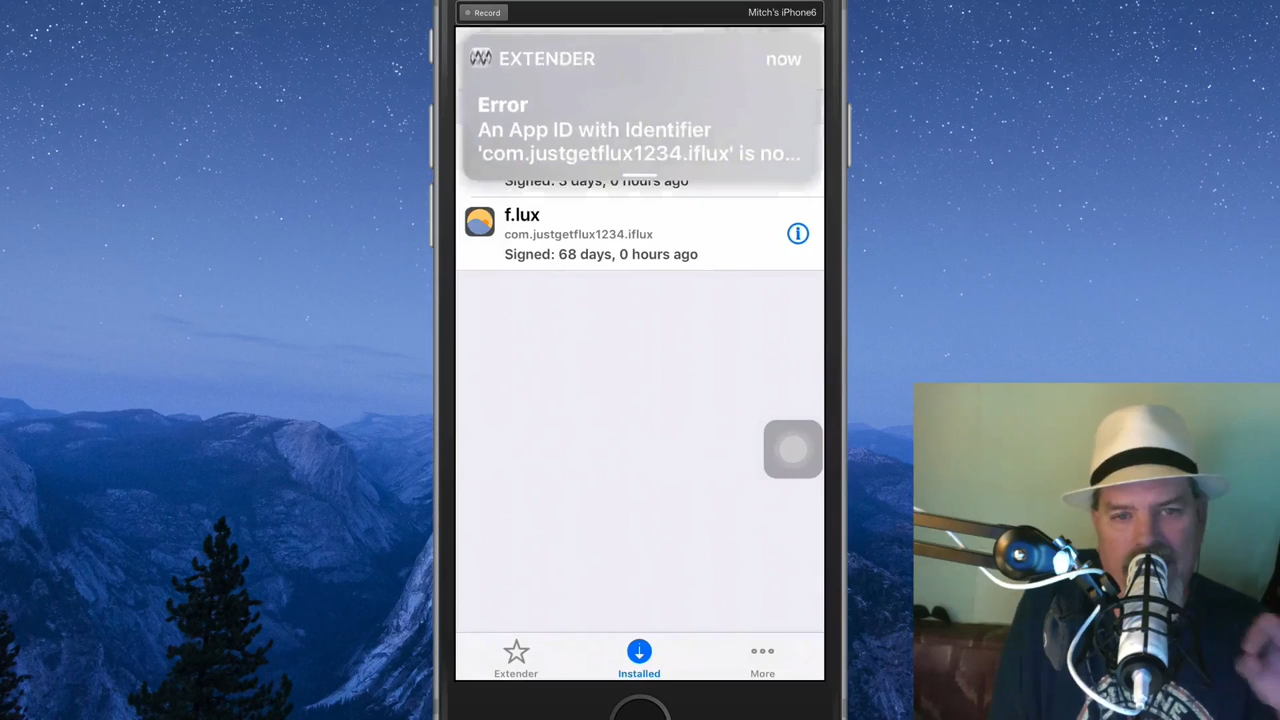 Record
Mitch's iPhone6
EXTENDER
now
Error
An App ID with Identifier
'com.justgetflux1234.iflux' is no...
Signed: 3 days, 0 hours ago
f.lux
com.justgetflux1234.iflux
Signed: 68 days, 0 hours ago
Extender
Installed
More